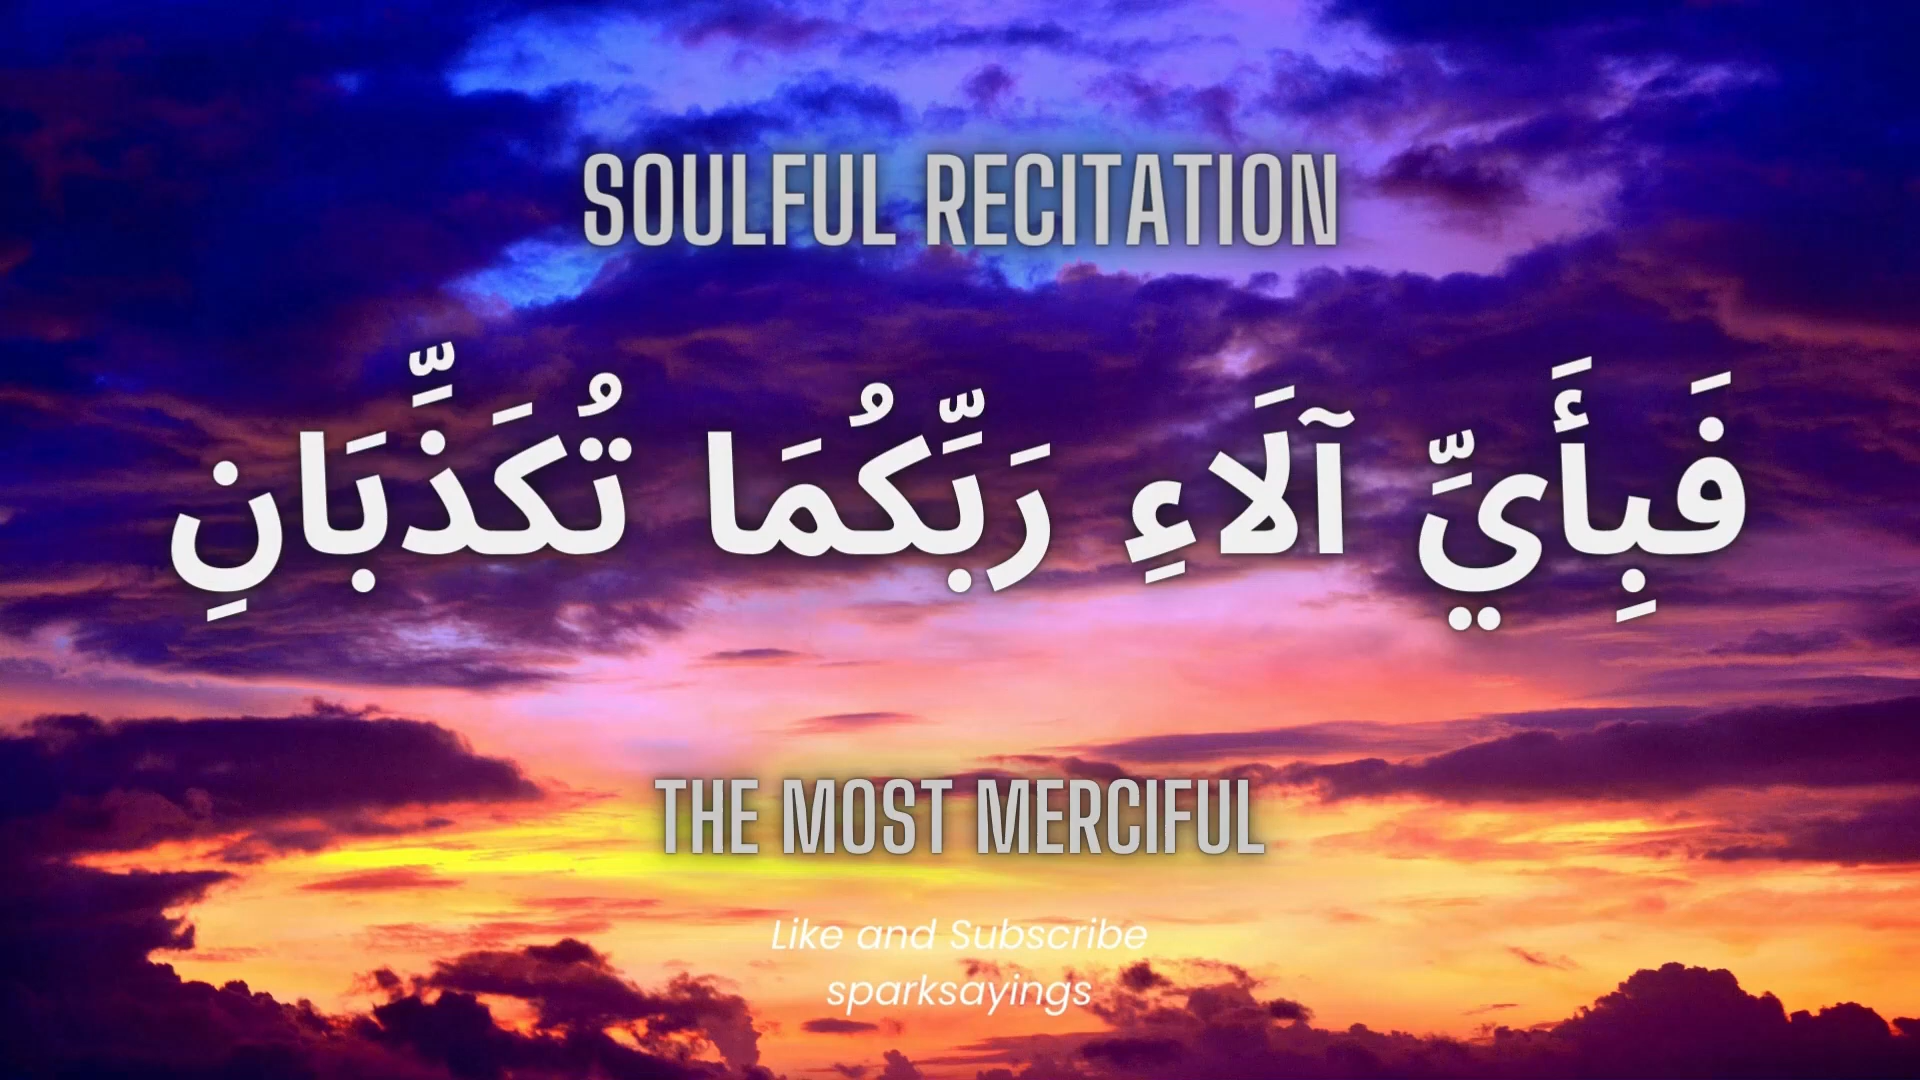 SOULFUL RECITATION
فَبِأَيِّ آلَاءِ رَبِّكُمَا تُكَذِّبَانِ
THE MOST MERCIFUL
Like and Subscribe
sparksayings